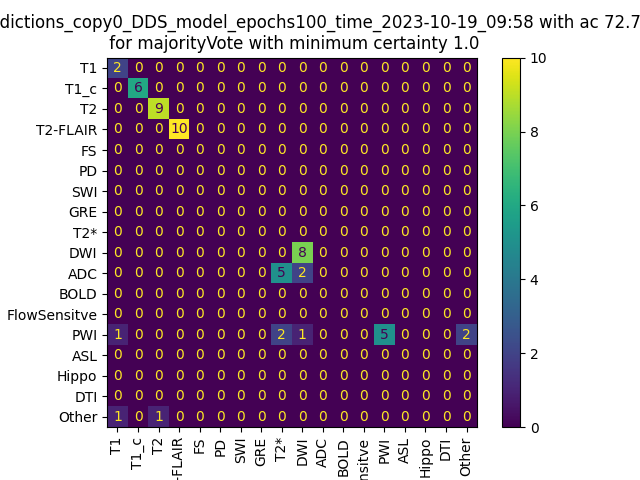 dictions_copy0_DDS_model_epochs100_time_2023-10-19_09:58 with ac 72.7
for majorityVote with minimum certainty 1.0
T1 2 0 0 0 0 0 0 0 0 0 0 0 0 0 0 0 0 0
T1_c 0 6 0 0 0 0 0 0 0 0 0 0 0 0 0 0 0 0
T2 0 0 9 0 0 0 0 0 0 0 0 0 0 0 0 0 0 0
T2-FLAIR 0 0 0 10 0 0 0 0 0 0 0 0 0 0 0 0 0 0
FS 0 0 0 0 0 0 0 0 0 0 0 0 0 0 0 0 0 0
PD 0 0 0 0 0 0 0 0 0 0 0 0 0 0 0 0 0 0
SWI 0 0 0 0 0 0 0 0 0 0 0 0 0 0 0 0 0 0
GRE 0 0 0 0 0 0 0 0 0 0 0 0 0 0 0 0 0 0
T2* 0 0 0 0 0 0 0 0 0 0 0 0 0 0 0 0 0 0
DWI 0 0 0 0 0 0 0 0 0 8 0 0 0 0 0 0 0 0
ADC 0 0 0 0 0 0 0 0 5 2 0 0 0 0 0 0 0 0
BOLD 0 0 0 0 0 0 0 0 0 0 0 0 0 0 0 0 0 0
FlowSensitve 0 0 0 0 0 0 0 0 0 0 0 0 0 0 0 0 0 0
PWI 1 0 0 0 0 0 0 0 2 1 0 0 0 5 0 0 0 2
ASL 0 0 0 0 0 0 0 0 0 0 0 0 0 0 0 0 0 0
Hippo 0 0 0 0 0 0 0 0 0 0 0 0 0 0 0 0 0 0
DTI 0 0 0 0 0 0 0 0 0 0 0 0 0 0 0 0 0 0
Other 1 0 1 0 0 0 0 0 0 0 0 0 0 0 0 0 0 0
T1
T1_c
T2
-FLAIR
FS
PD
SWI
GRE
T2*
DWI
ADC
BOLD
nsitve
PWI
ASL
Hippo
DTI
Other
10
8
6
4
2
0